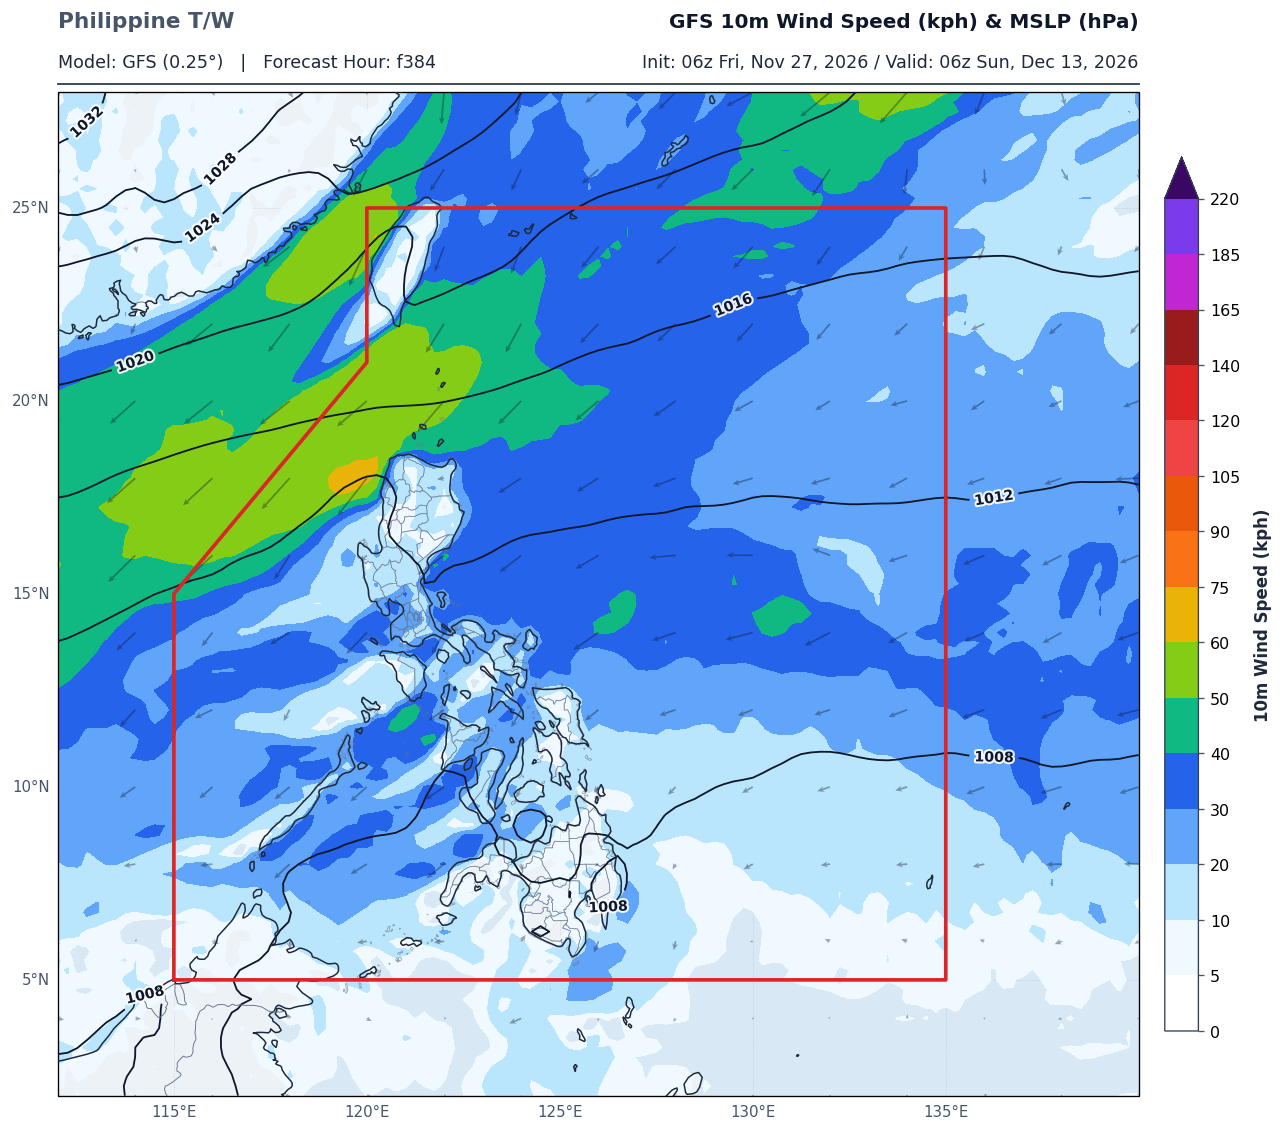 Philippine T/W
GFS 10m Wind Speed (kph) & MSLP (hPa)
Model: GFS (0.25°) | Forecast Hour: f384
Init: 06z Fri, Nov 27, 2026 / Valid: 06z Sun, Dec 13, 2026
1032
1028
1024
1020
1016
1012
1008
1008
1008
25°N
20°N
15°N
10°N
5°N
115°E
120°E
125°E
130°E
135°E
220
185
165
140
120
105
90
75
60
50
40
30
20
10
5
0
10m Wind Speed (kph)